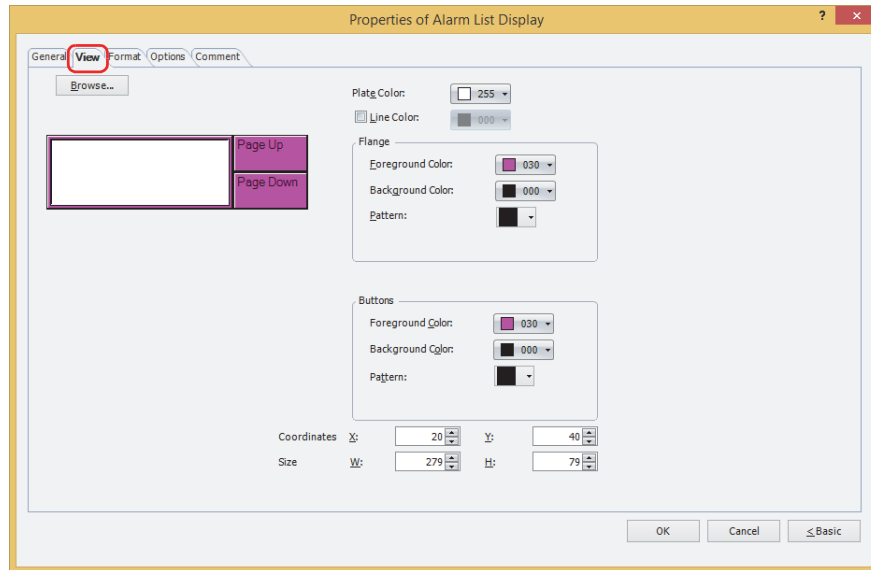 Properties of Alarm List Display ? ×
General View Format Options Comment
Browse...
Plate Color: 255
Line Color: 000
Page Up
Page Down
Flange
Foreground Color: 030
Background Color: 000
Pattern:
Buttons
Foreground Color: 030
Background Color: 000
Pattern:
Coordinates X: 20 Y: 40
Size W: 279 H: 79
OK Cancel < Basic